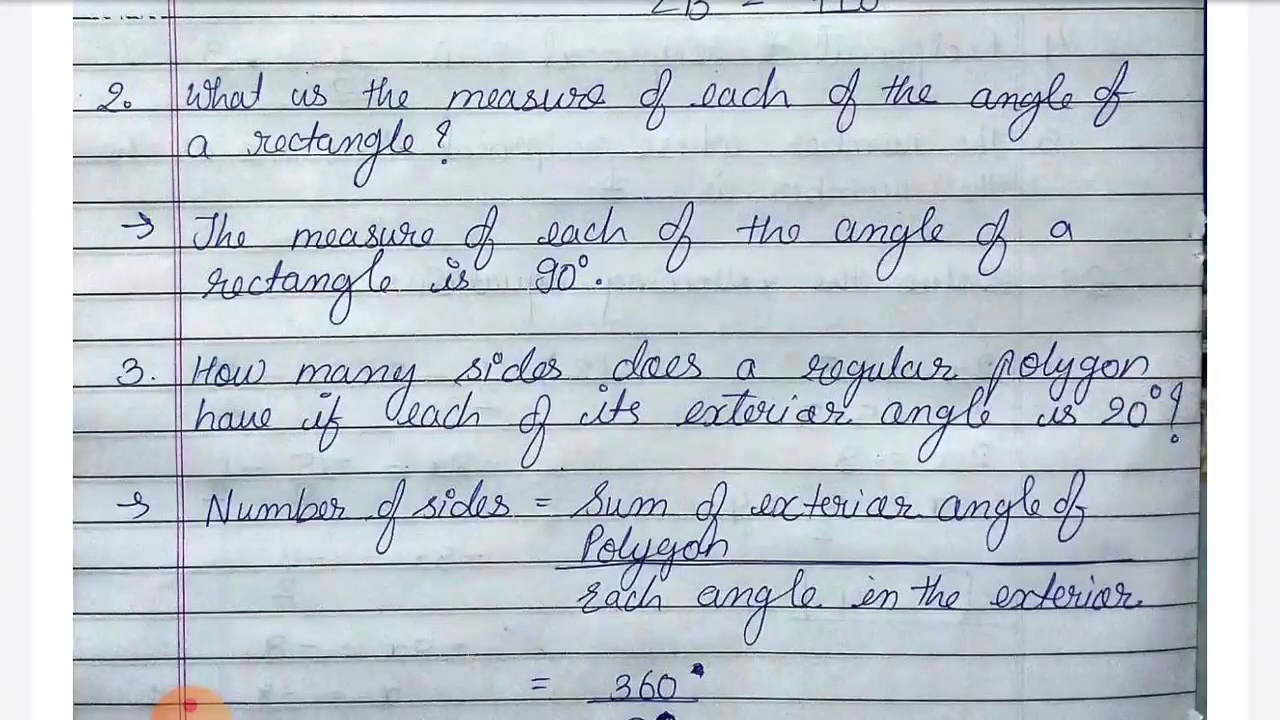 2. What is the measure of each of the angle of
a rectangle?
→ The measure of each of the angle of a
rectangle is 90°.
3. How many sides does a regular polygon
have if each of its exterior angle is 20°?
→ Number of sides = Sum of exterior angle of
Polygon
Each angle in the exterior
= 360°